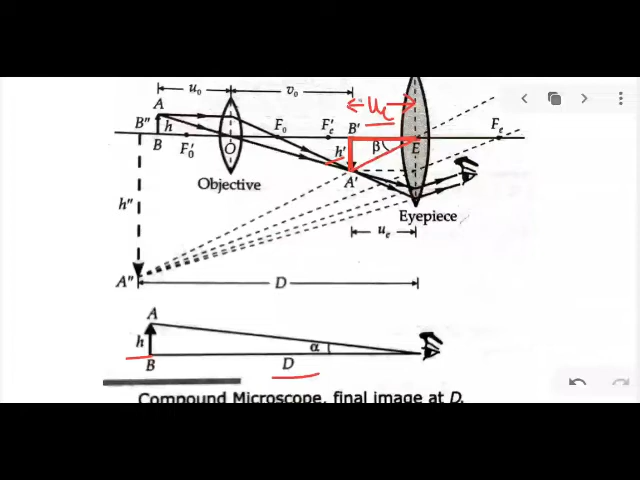 u₀ v₀ uₑ
A
B" h F₀ F'ₑ B' Fₑ
B F'₀ O h' β E
A'
Objective
Eyepiece
h" uₑ
A" D
A
h α
B D
Compound Microscope, final image at D.